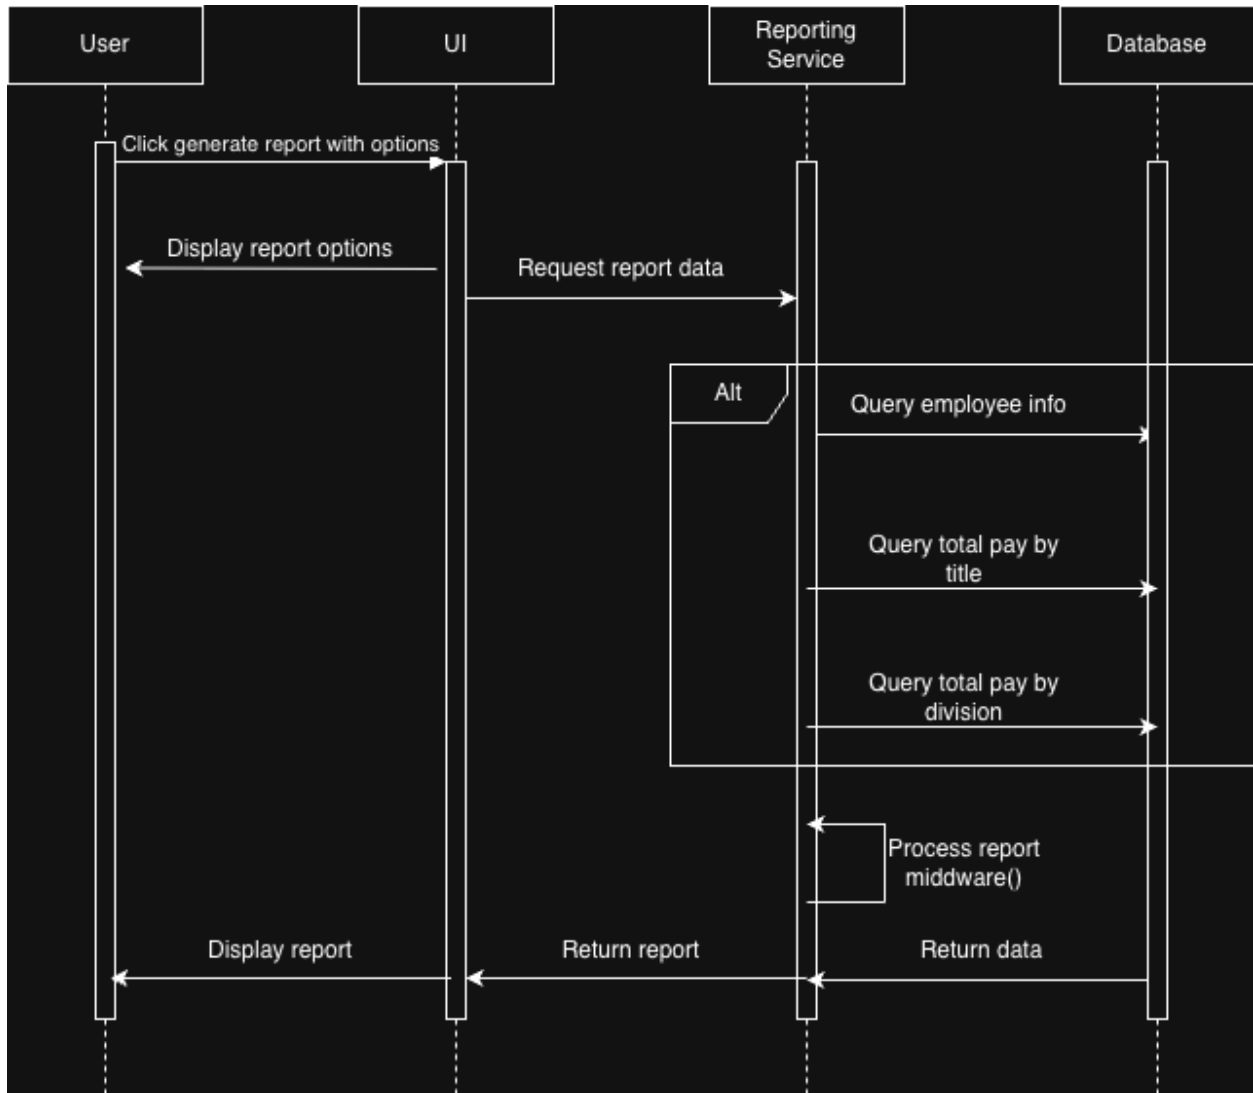 User
UI
Reporting
Service
Database
Click generate report with options
Display report options
Request report data
Alt
Query employee info
Query total pay by
title
Query total pay by
division
Process report
middware()
Display report
Return report
Return data